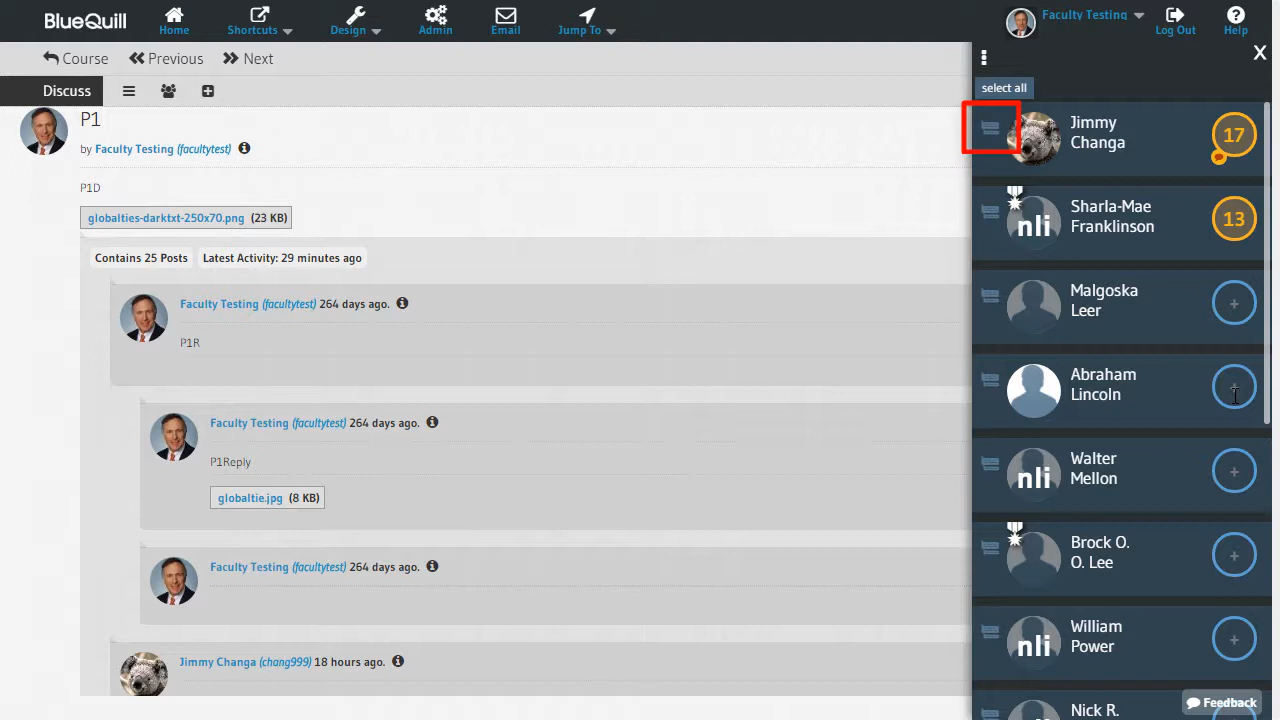 BlueQuill
Home
Shortcuts
Design
Admin
Email
Jump To
Faculty Testing
Log Out
Help
Course
Previous
Next
X
Discuss
select all
P1
by Faculty Testing (facultytest)
P1D
globalties-darktxt-250x70.png (23 KB)
Contains 25 Posts
Latest Activity: 29 minutes ago
Faculty Testing (facultytest) 264 days ago.
P1R
Faculty Testing (facultytest) 264 days ago.
P1Reply
globaltie.jpg (8 KB)
Faculty Testing (facultytest) 264 days ago.
Jimmy Changa (chang999) 18 hours ago.
Jimmy
Changa
17
nli
Sharla-Mae
Franklinson
13
Malgoska
Leer
+
Abraham
Lincoln
+
nli
Walter
Mellon
+
Brock O.
O. Lee
+
nli
William
Power
+
Nick R.
Feedback